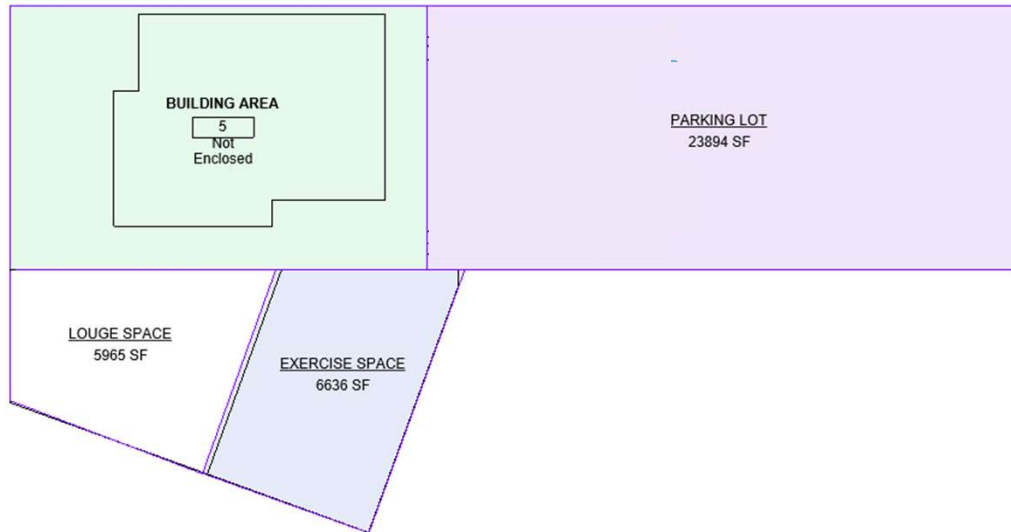 BUILDING AREA
5
Not
Enclosed
PARKING LOT
23894 SF
LOUGE SPACE
5965 SF
EXERCISE SPACE
6636 SF